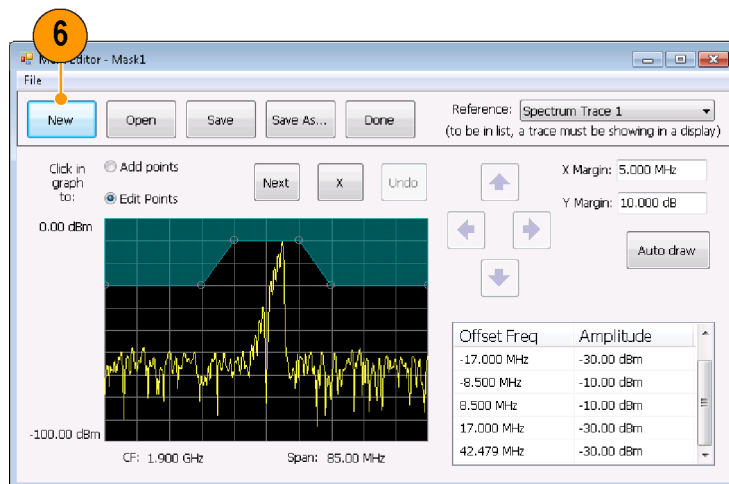 6
Mask Editor - Mask1
File
New
Open
Save
Save As...
Done
Reference: Spectrum Trace 1
(to be in list, a trace must be showing in a display)
Click in graph to:
Add points
Edit Points
Next
X
Undo
X Margin: 5.000 MHz
Y Margin: 10.000 dB
Auto draw
0.00 dBm
-100.00 dBm
CF: 1.900 GHz
Span: 85.00 MHz
Offset Freq Amplitude
-17.000 MHz -30.00 dBm
-8.500 MHz -10.00 dBm
8.500 MHz -10.00 dBm
17.000 MHz -30.00 dBm
42.479 MHz -30.00 dBm